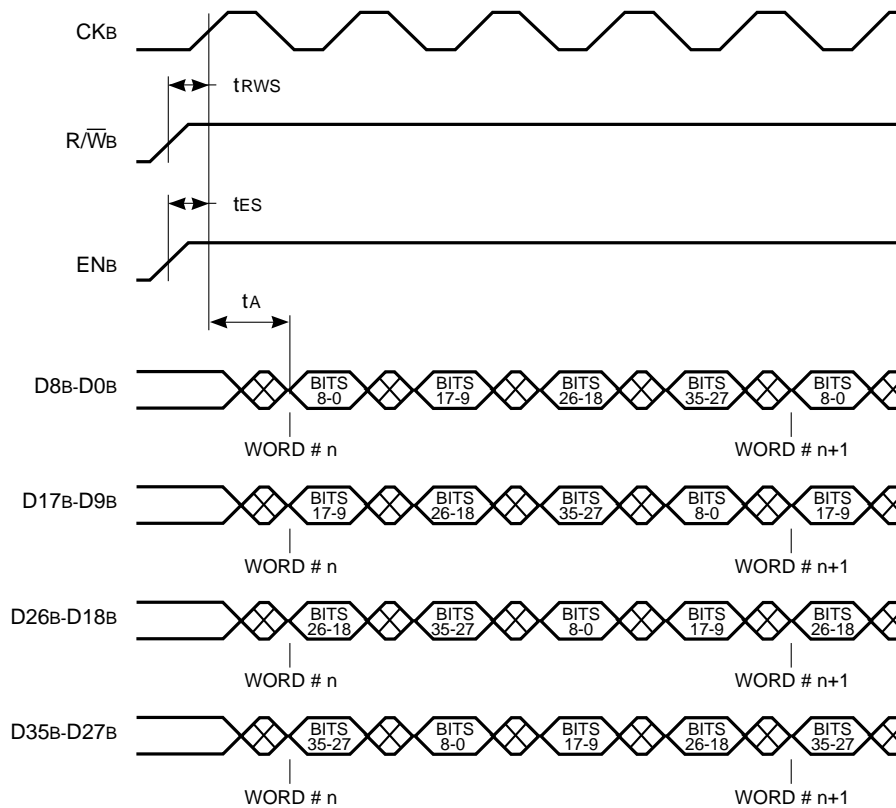 CKB
tRWS
R/W̅B
tES
ENB
tA
D8B-D0B
BITS 8-0
BITS 17-9
BITS 26-18
BITS 35-27
BITS 8-0
WORD # n
WORD # n+1
D17B-D9B
BITS 17-9
BITS 26-18
BITS 35-27
BITS 8-0
BITS 17-9
WORD # n
WORD # n+1
D26B-D18B
BITS 26-18
BITS 35-27
BITS 8-0
BITS 17-9
BITS 26-18
WORD # n
WORD # n+1
D35B-D27B
BITS 35-27
BITS 8-0
BITS 17-9
BITS 26-18
BITS 35-27
WORD # n
WORD # n+1